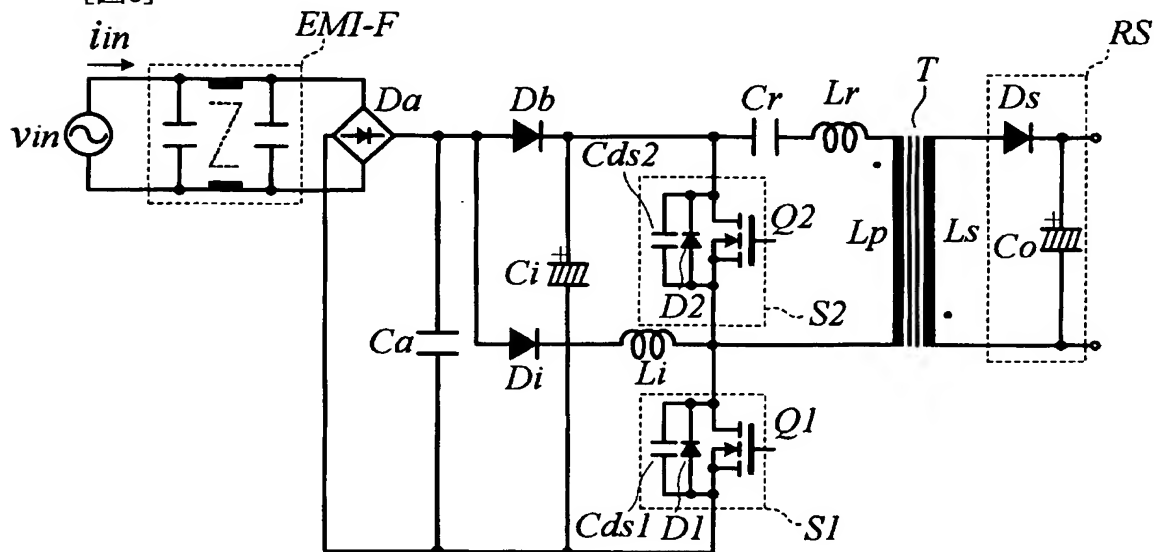 EMI-F
iin
RS
T
Da
Db
Cr
Lr
Ds
vin
Cds2
Q2
Lp
Ls
+
Co
+
Ci
D2
S2
Ca
Di
Li
Q1
Cds1
D1
S1